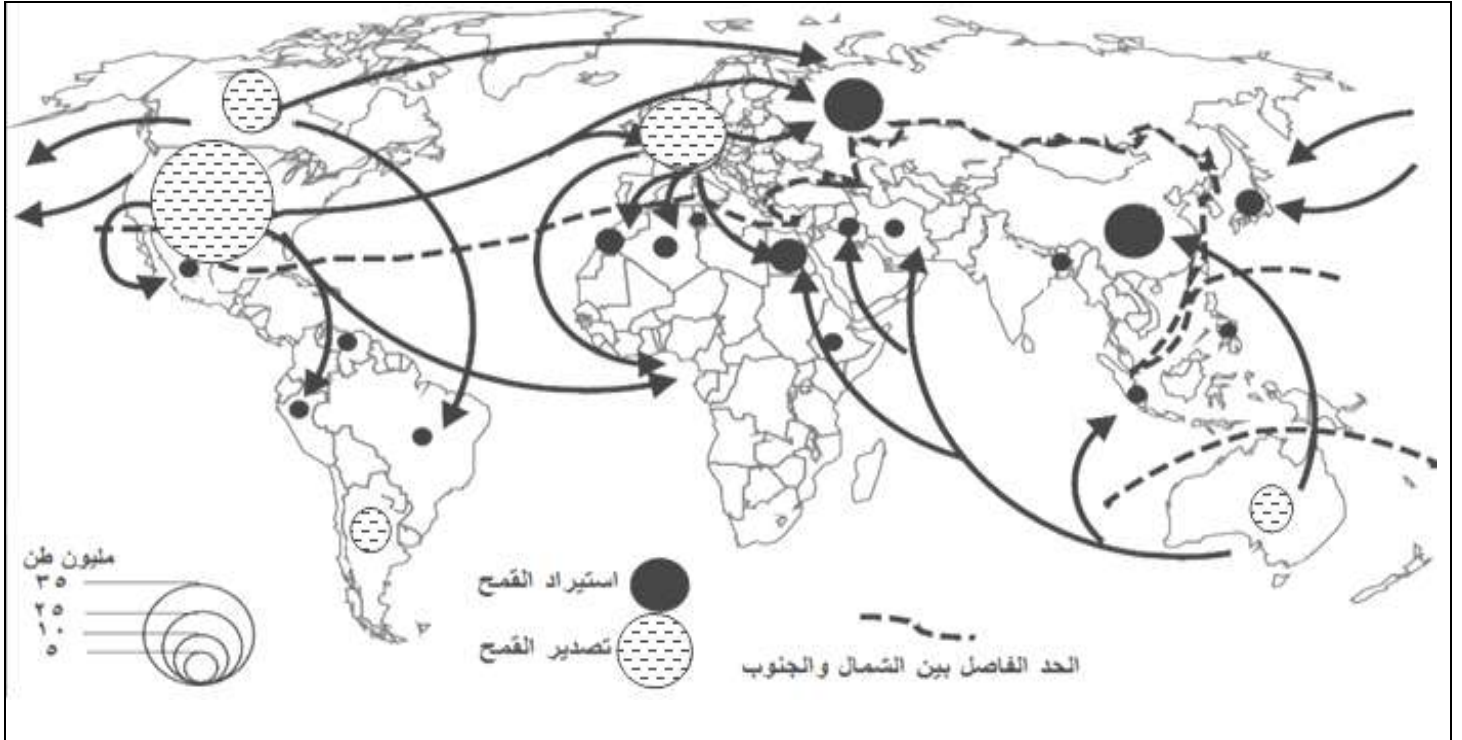 مليون طن
٣٥
٢٥
١٠
٥
استيراد القمح
تصدير القمح
الحد الفاصل بين الشمال والجنوب